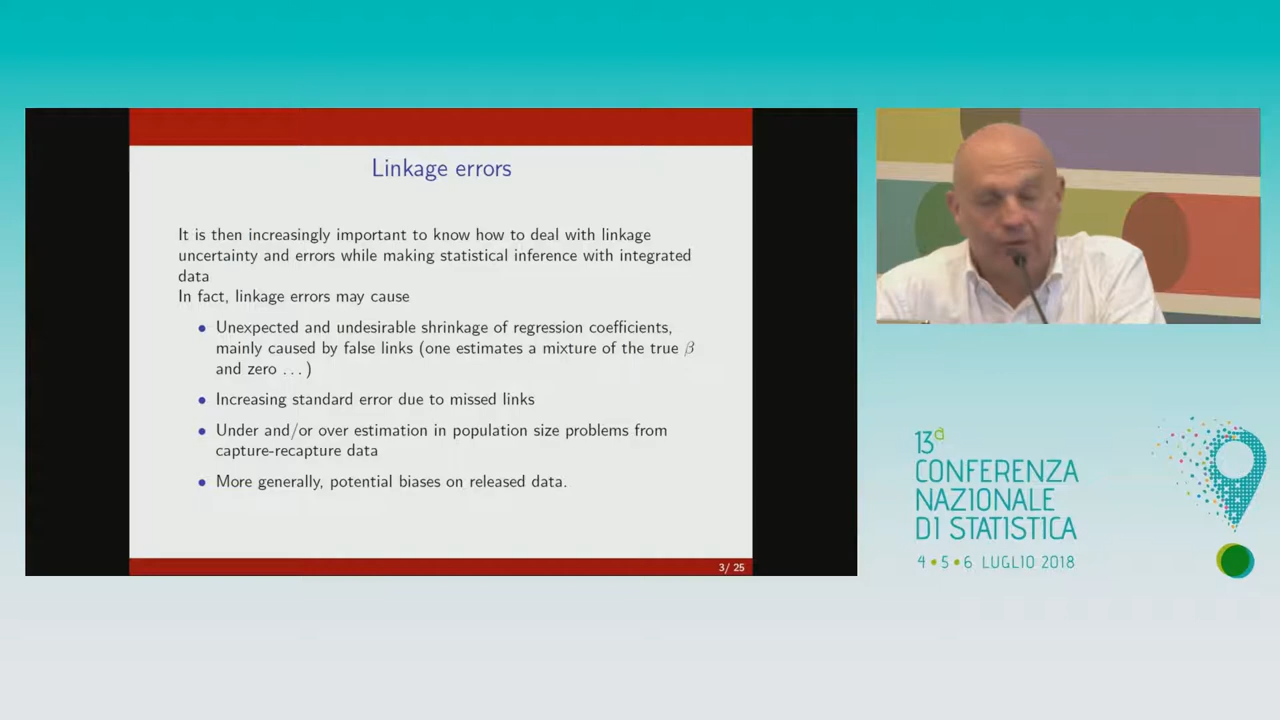 Linkage errors
It is then increasingly important to know how to deal with linkage
uncertainty and errors while making statistical inference with integrated
data
In fact, linkage errors may cause
• Unexpected and undesirable shrinkage of regression coefficients,
mainly caused by false links (one estimates a mixture of the true β
and zero . . . )
• Increasing standard error due to missed links
• Under and/or over estimation in population size problems from
capture-recapture data
• More generally, potential biases on released data.
3/ 25
13a
CONFERENZA
NAZIONALE
DI STATISTICA
4 • 5 • 6 LUGLIO 2018